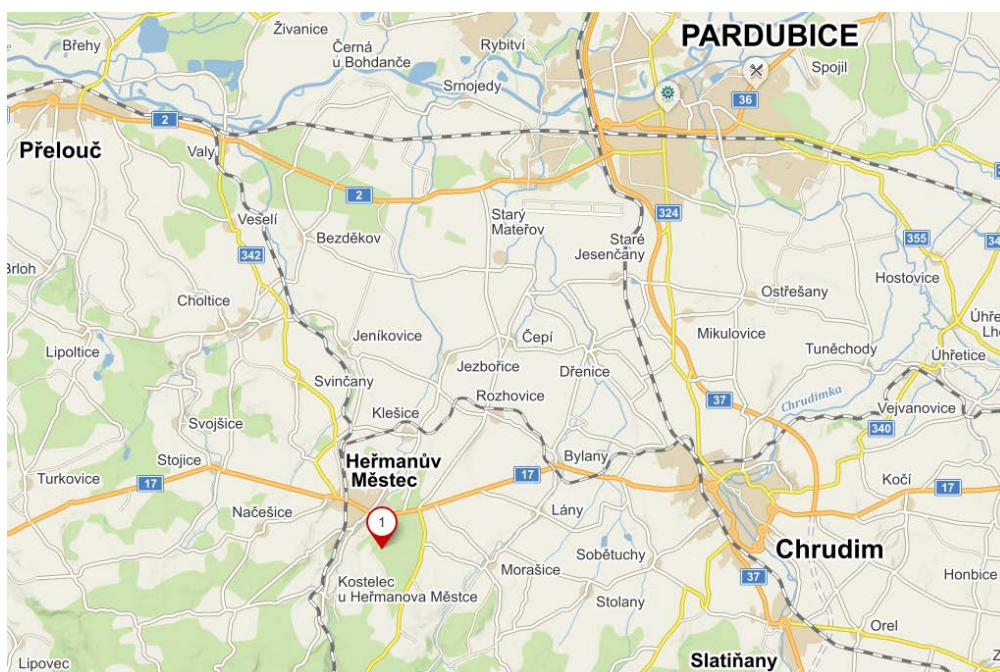 Živanice
PARDUBICE
Břehy
Černá
u Bohdanče
Rybitví
Spojil
Srnojedy
36
2
Přelouč
Valy
2
Starý
Mateřov
324
Veselí
Bezděkov
Staré
Jesenčany
355
342
Hostovice
Choltice
Ostřešany
Jeníkovice
Čepí
Mikulovice
Lipoltice
Jezbořice
Dřenice
Tuněchody
Úhřetice
Svinčany
Rozhovice
Chrudimka
37
Klešice
Vejvanovice
Svojšice
340
Stojice
Heřmanův
Městec
Bylany
Turkovice
17
17
Kočí
17
Načešice
1
Lány
Chrudim
Sobětuchy
Morašice
37
Honbice
Kostelec
u Heřmanova Městce
Stolany
Orel
Lipovec
Slatiňany